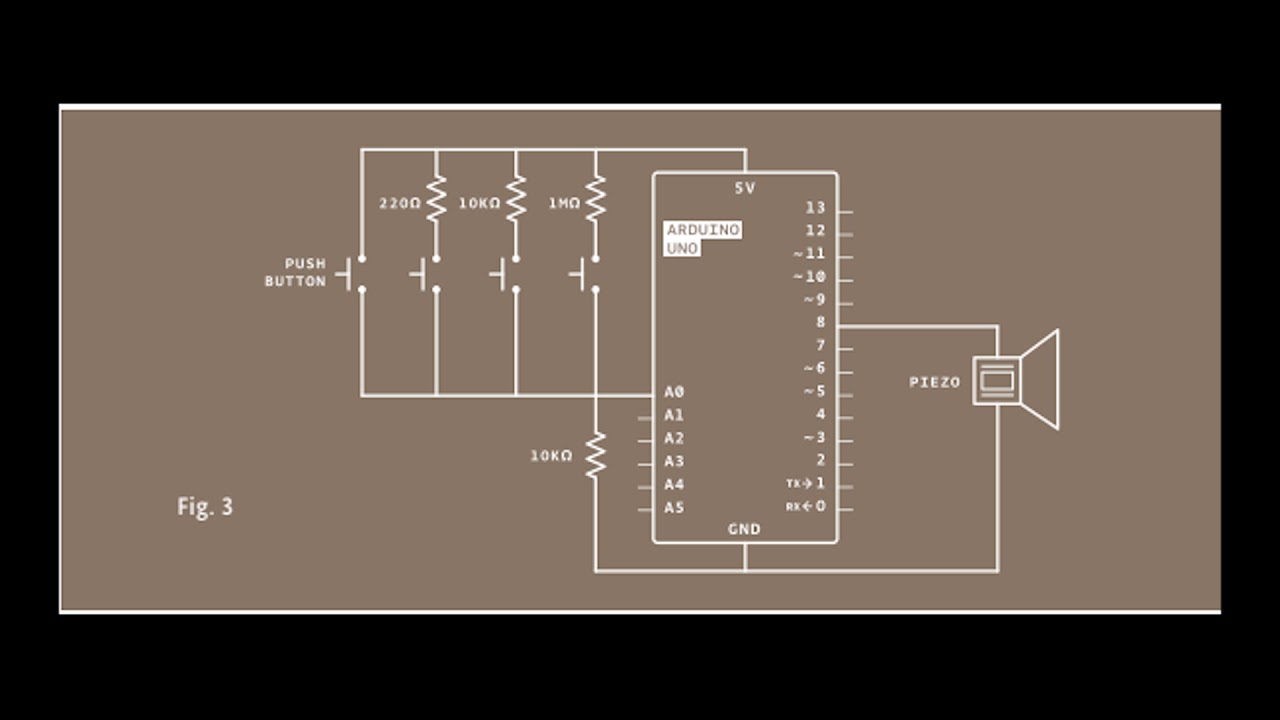 5V
220Ω 10KΩ 1MΩ
ARDUINO
UNO
PUSH
BUTTON
13
12
~11
~10
~9
8
7
~6
~5
4
~3
2
TX→1
RX←0
A0
A1
A2
A3
A4
A5
GND
PIEZO
10KΩ
Fig. 3